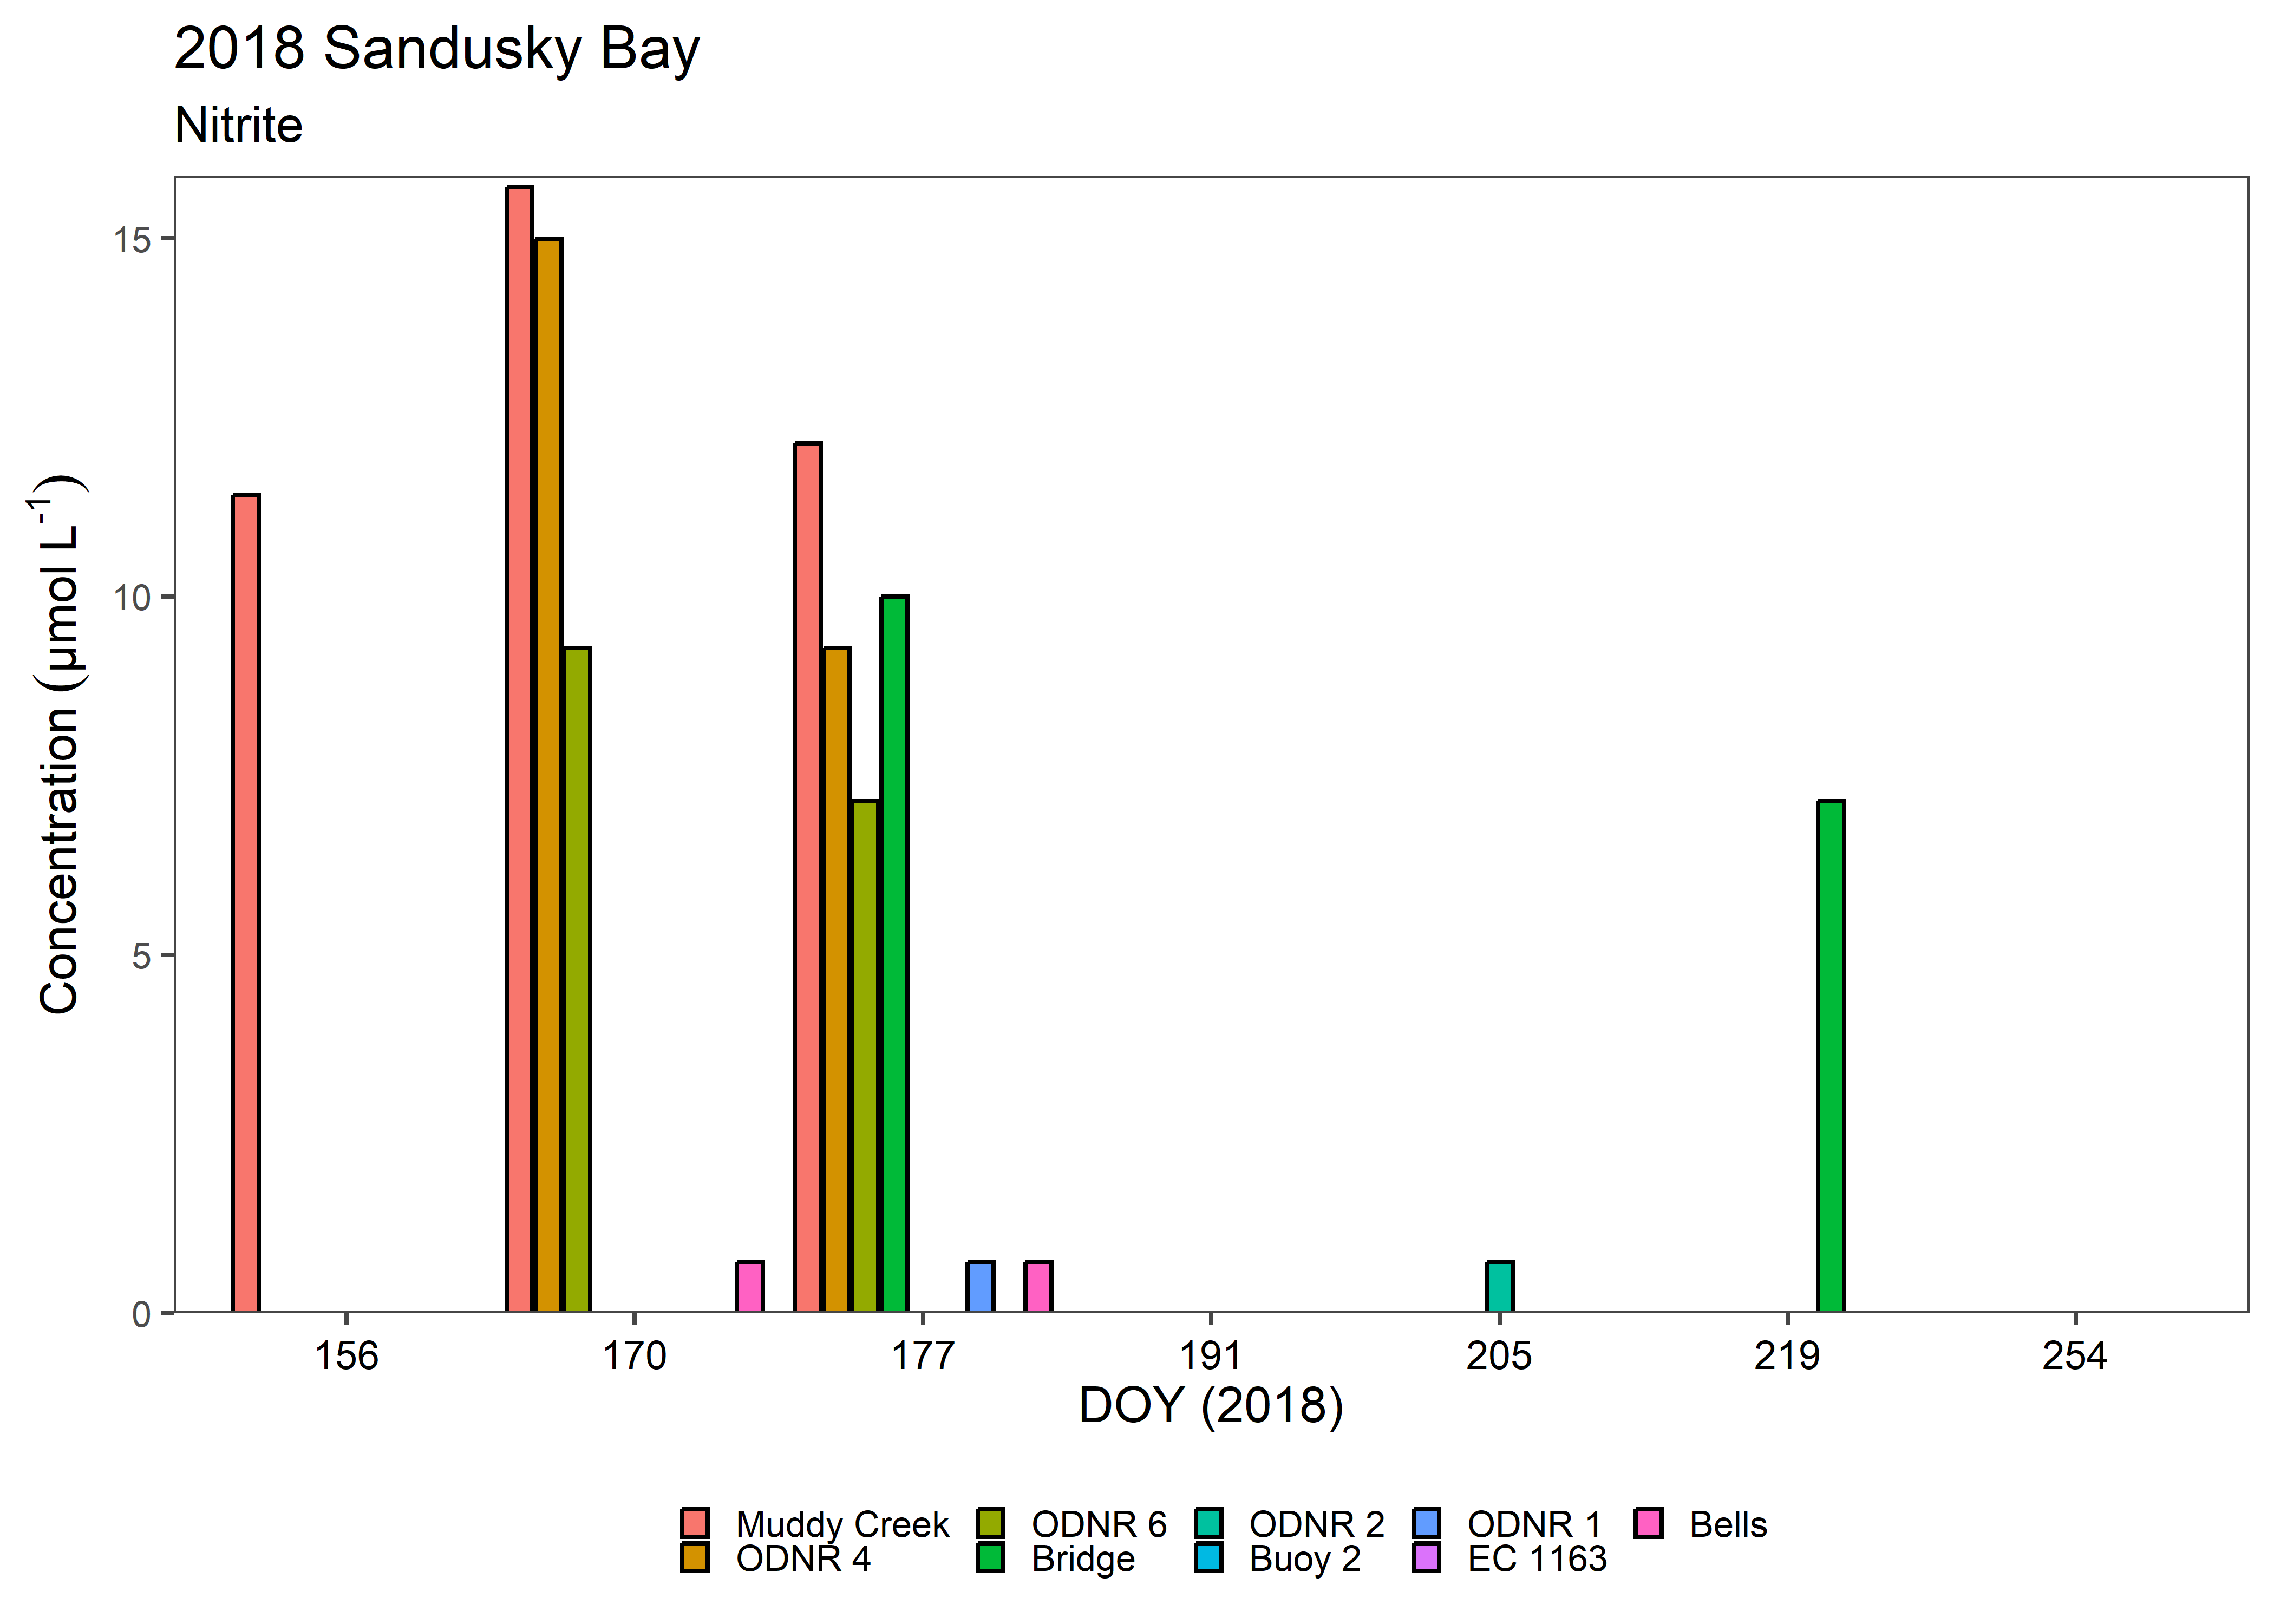 2018 Sandusky Bay
Nitrite
Concentration (µmol L⁻¹)
15
10
5
0
156 170 177 191 205 219 254
DOY (2018)
Muddy Creek ODNR 6 ODNR 2 ODNR 1 Bells
ODNR 4 Bridge Buoy 2 EC 1163